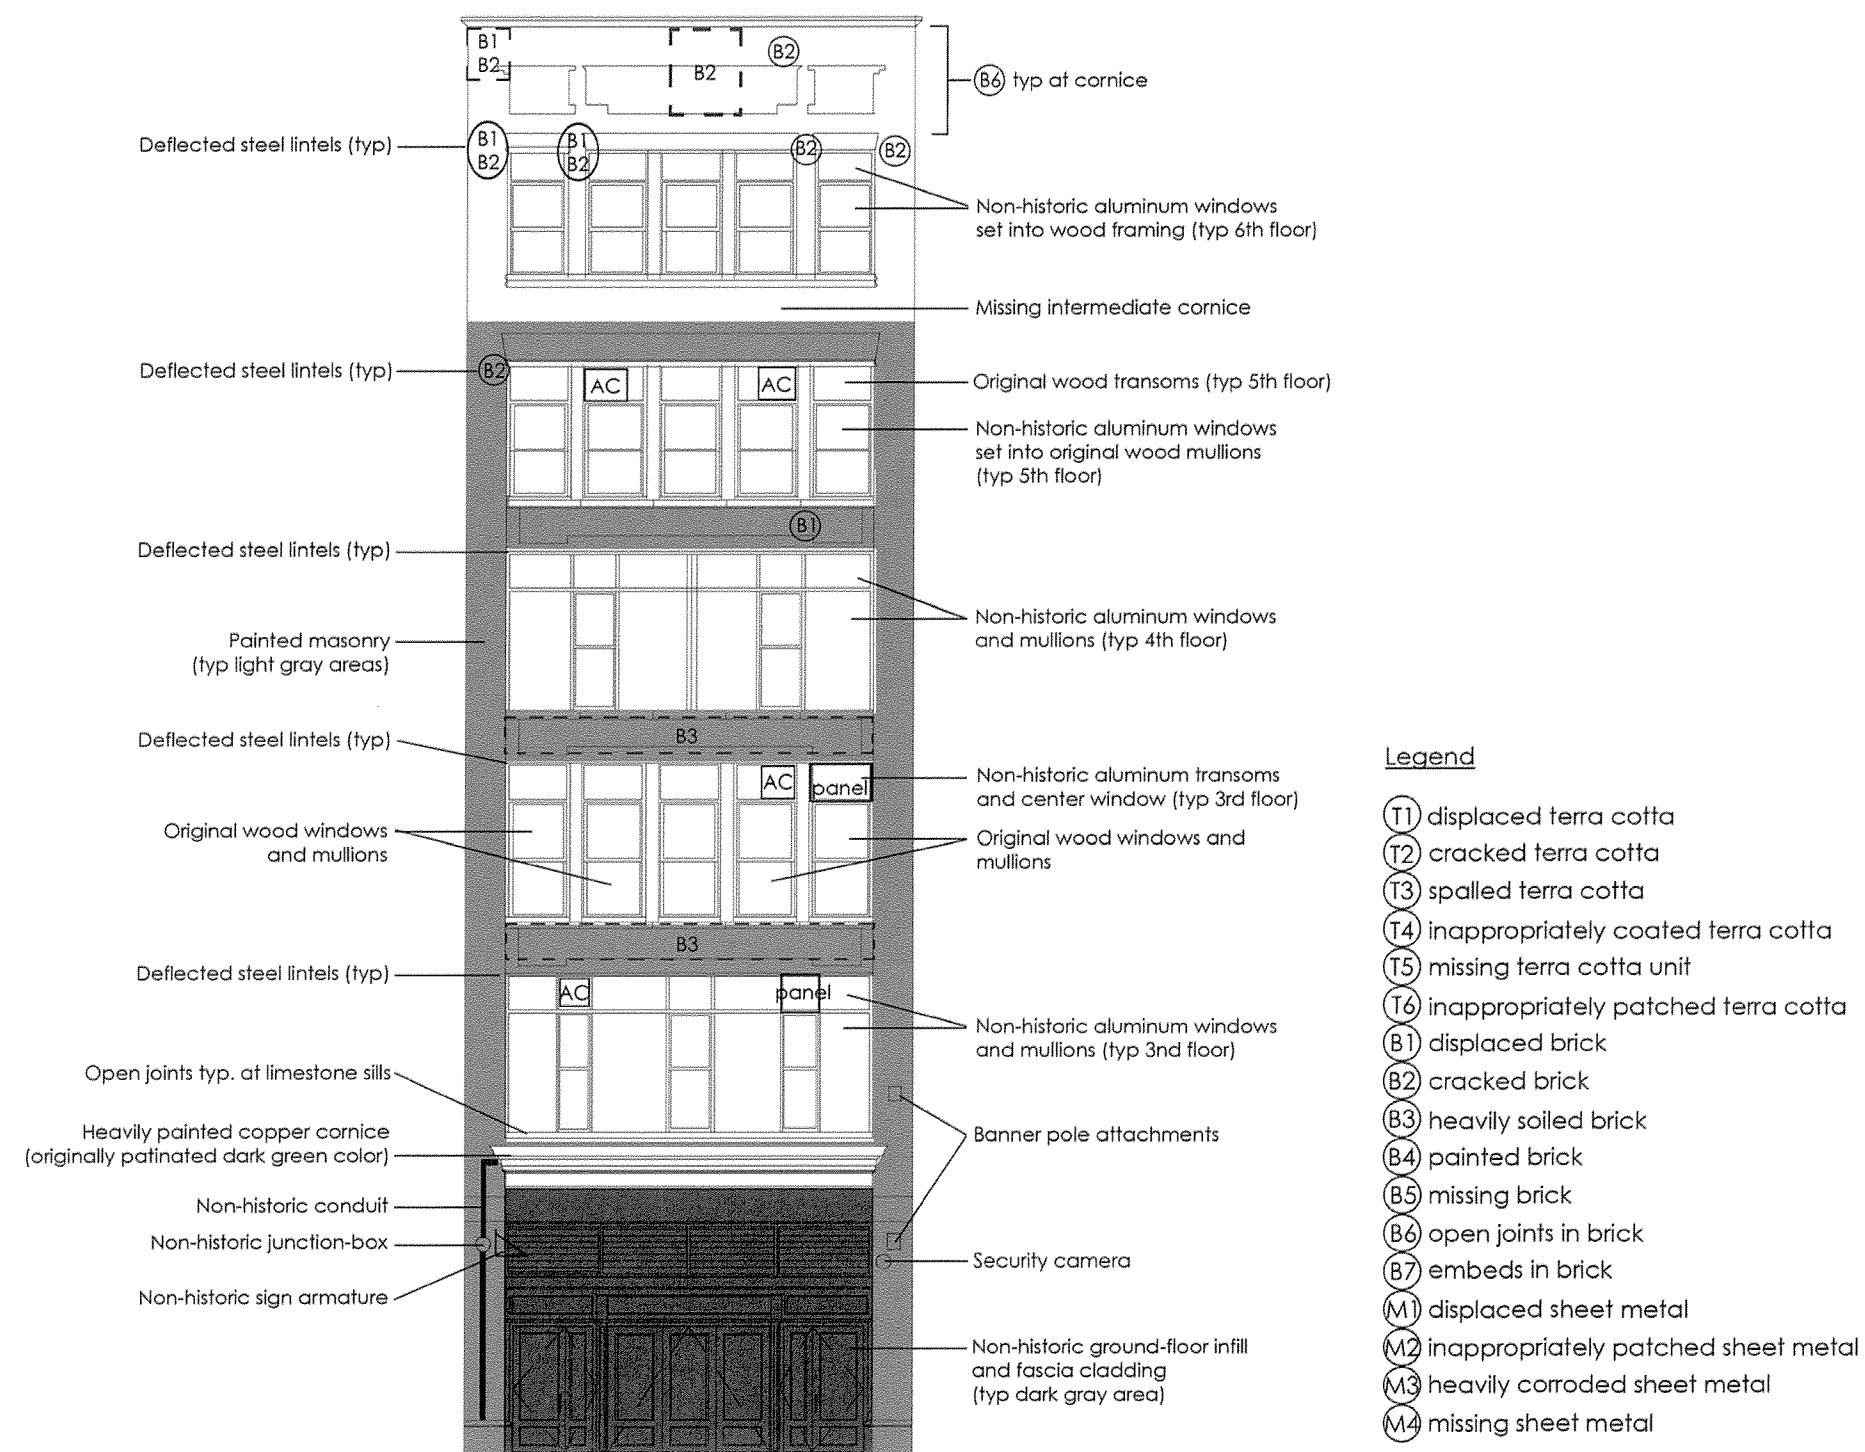 B1
B2
B2
B2
B6 typ at cornice
Deflected steel lintels (typ)
B1
B2
B1
B2
B2
B2
Non-historic aluminum windows
set into wood framing (typ 6th floor)
Missing intermediate cornice
Deflected steel lintels (typ)
B2
AC
AC
Original wood transoms (typ 5th floor)
Non-historic aluminum windows
set into original wood mullions
(typ 5th floor)
B1
Deflected steel lintels (typ)
Non-historic aluminum windows
and mullions (typ 4th floor)
Painted masonry
(typ light gray areas)
B3
Deflected steel lintels (typ)
AC
panel
Non-historic aluminum transoms
and center window (typ 3rd floor)
Original wood windows
and mullions
Original wood windows and
mullions
B3
Deflected steel lintels (typ)
AC
panel
Non-historic aluminum windows
and mullions (typ 3nd floor)
Open joints typ. at limestone sills
Heavily painted copper cornice
(originally patinated dark green color)
Banner pole attachments
Non-historic conduit
Non-historic junction-box
Security camera
Non-historic sign armature
Non-historic ground-floor infill
and fascia cladding
(typ dark gray area)
Legend
T1 displaced terra cotta
T2 cracked terra cotta
T3 spalled terra cotta
T4 inappropriately coated terra cotta
T5 missing terra cotta unit
T6 inappropriately patched terra cotta
B1 displaced brick
B2 cracked brick
B3 heavily soiled brick
B4 painted brick
B5 missing brick
B6 open joints in brick
B7 embeds in brick
M1 displaced sheet metal
M2 inappropriately patched sheet metal
M3 heavily corroded sheet metal
M4 missing sheet metal